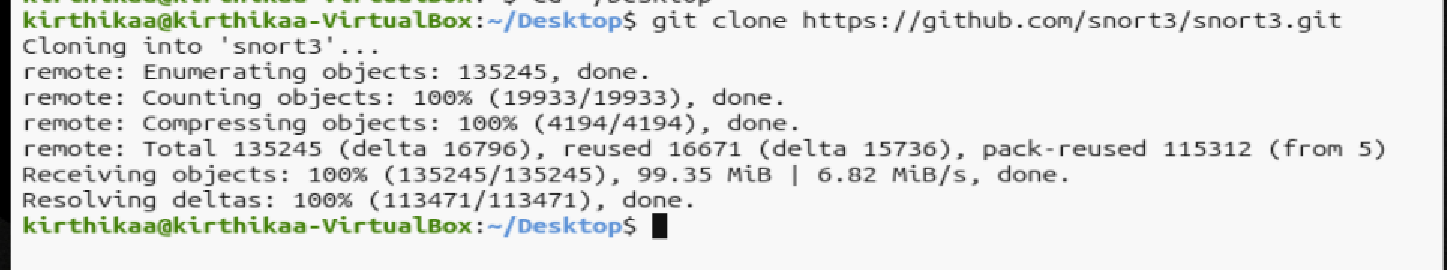 kirthikaa@kirthikaa-VirtualBox:~/Desktop$ git clone https://github.com/snort3/snort3.git
Cloning into 'snort3'...
remote: Enumerating objects: 135245, done.
remote: Counting objects: 100% (19933/19933), done.
remote: Compressing objects: 100% (4194/4194), done.
remote: Total 135245 (delta 16796), reused 16671 (delta 15736), pack-reused 115312 (from 5)
Receiving objects: 100% (135245/135245), 99.35 MiB | 6.82 MiB/s, done.
Resolving deltas: 100% (113471/113471), done.
kirthikaa@kirthikaa-VirtualBox:~/Desktop$